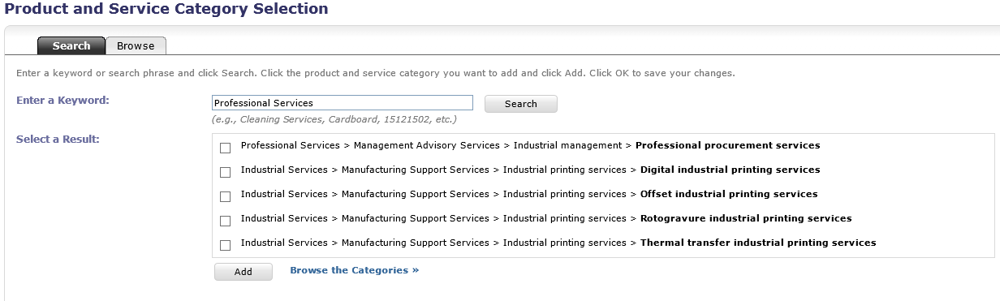 Product and Service Category Selection
Search Browse
Enter a keyword or search phrase and click Search. Click the product and service category you want to add and click Add. Click OK to save your changes.
Enter a Keyword: Professional Services Search
(e.g., Cleaning Services, Cardboard, 15121502, etc.)
Select a Result:
Professional Services > Management Advisory Services > Industrial management > Professional procurement services
Industrial Services > Manufacturing Support Services > Industrial printing services > Digital industrial printing services
Industrial Services > Manufacturing Support Services > Industrial printing services > Offset industrial printing services
Industrial Services > Manufacturing Support Services > Industrial printing services > Rotogravure industrial printing services
Industrial Services > Manufacturing Support Services > Industrial printing services > Thermal transfer industrial printing services
Add Browse the Categories »